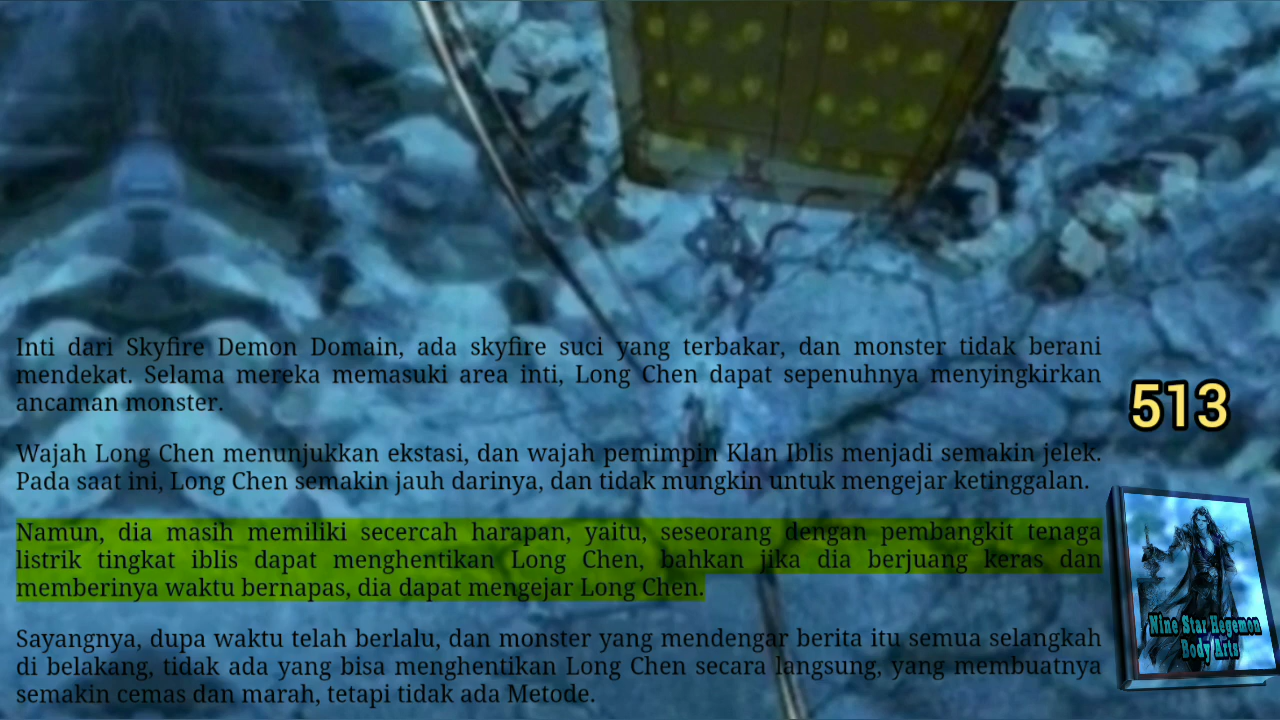 Inti dari Skyfire Demon Domain, ada skyfire suci yang terbakar, dan monster tidak berani
mendekat. Selama mereka memasuki area inti, Long Chen dapat sepenuhnya menyingkirkan
ancaman monster.
Wajah Long Chen menunjukkan ekstasi, dan wajah pemimpin Klan Iblis menjadi semakin jelek.
Pada saat ini, Long Chen semakin jauh darinya, dan tidak mungkin untuk mengejar ketinggalan.
Namun, dia masih memiliki secercah harapan, yaitu, seseorang dengan pembangkit tenaga
listrik tingkat iblis dapat menghentikan Long Chen, bahkan jika dia berjuang keras dan
memberinya waktu bernapas, dia dapat mengejar Long Chen.
Sayangnya, dupa waktu telah berlalu, dan monster yang mendengar berita itu semua selangkah
di belakang, tidak ada yang bisa menghentikan Long Chen secara langsung, yang membuatnya
semakin cemas dan marah, tetapi tidak ada Metode.
513
Nine Star Hegemon
Body Arts